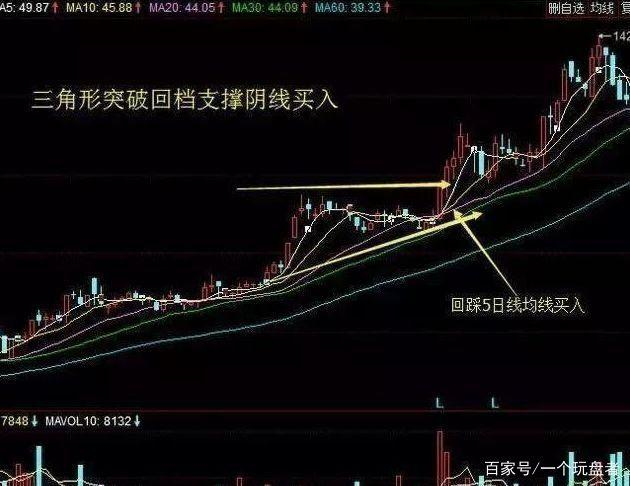 A5: 49.87↑ MA10: 45.88↑ MA20: 44.05↑ MA30: 44.09↑ MA60: 39.33↑ 删自选 均线
←142
三角形突破回档支撑阴线买入
回踩5日线均线买入
L L
7848↓ MAVOL10: 8132↓
百家号/一个玩盘者